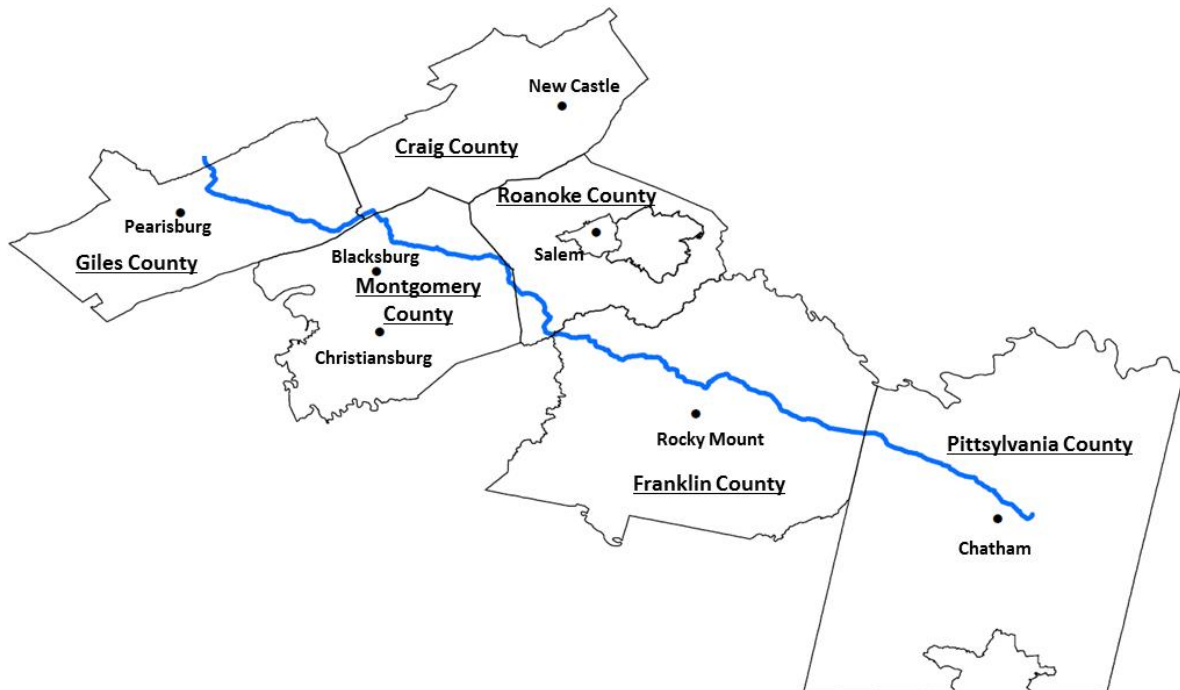 New Castle
Craig County
Roanoke County
Pearisburg
Salem
Giles County
Blacksburg
Montgomery
County
Christiansburg
Rocky Mount
Pittsylvania County
Franklin County
Chatham